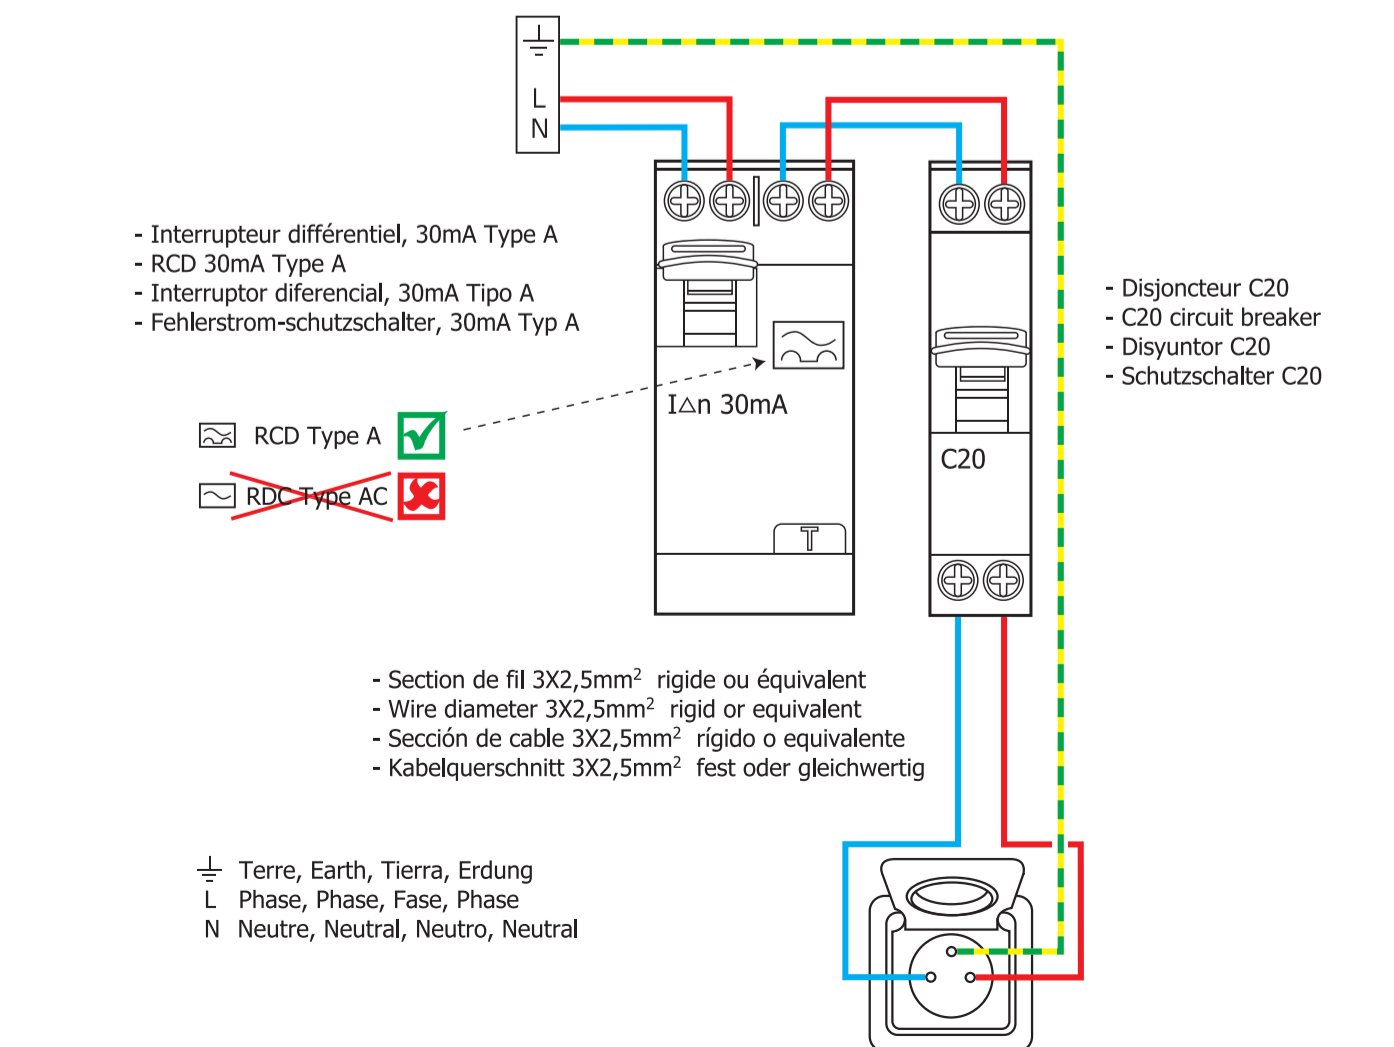 L
N
- Interrupteur différentiel, 30mA Type A
- RCD 30mA Type A
- Interruptor diferencial, 30mA Tipo A
- Fehlerstrom-schutzschalter, 30mA Typ A
- Disjoncteur C20
- C20 circuit breaker
- Disyuntor C20
- Schutzschalter C20
I△n 30mA
RCD Type A
C20
RDC Type AC
T
- Section de fil 3X2,5mm² rigide ou équivalent
- Wire diameter 3X2,5mm² rigid or equivalent
- Sección de cable 3X2,5mm² rígido o equivalente
- Kabelquerschnitt 3X2,5mm² fest oder gleichwertig
Terre, Earth, Tierra, Erdung
L Phase, Phase, Fase, Phase
N Neutre, Neutral, Neutro, Neutral